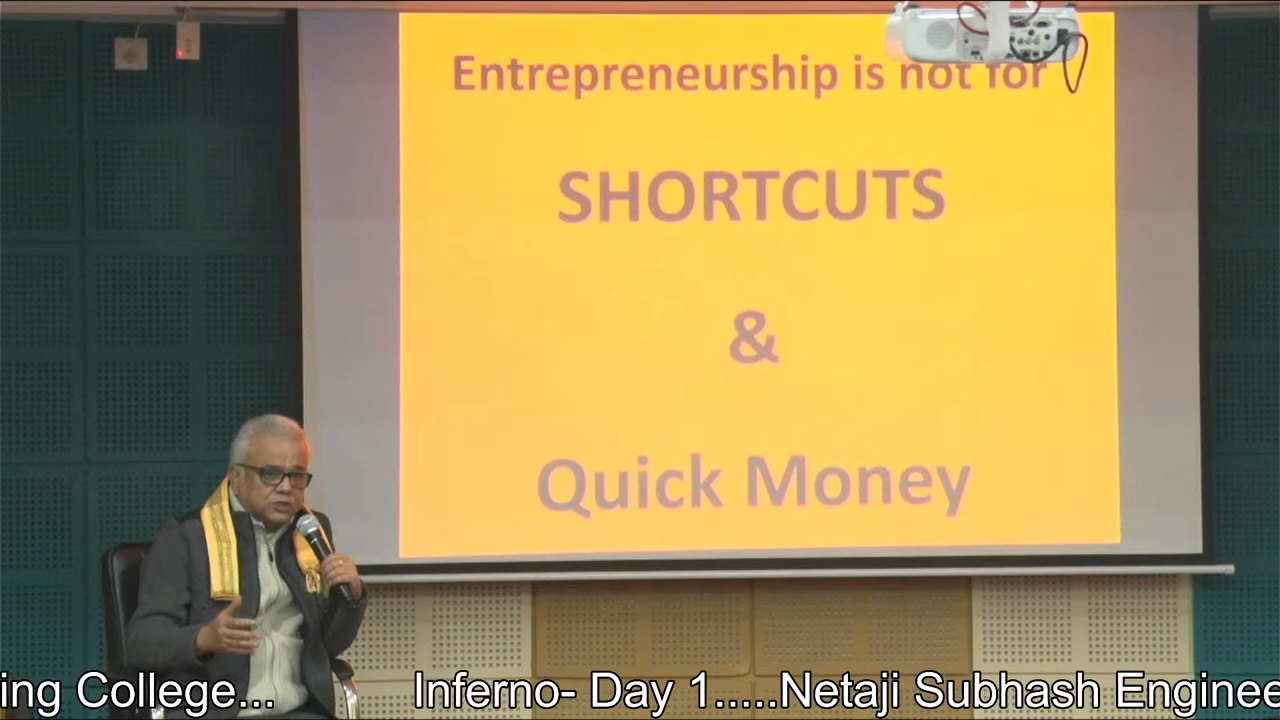 Entrepreneurship is not for
SHORTCUTS
&
Quick Money
ing College... Inferno- Day 1.....Netaji Subhash Enginee